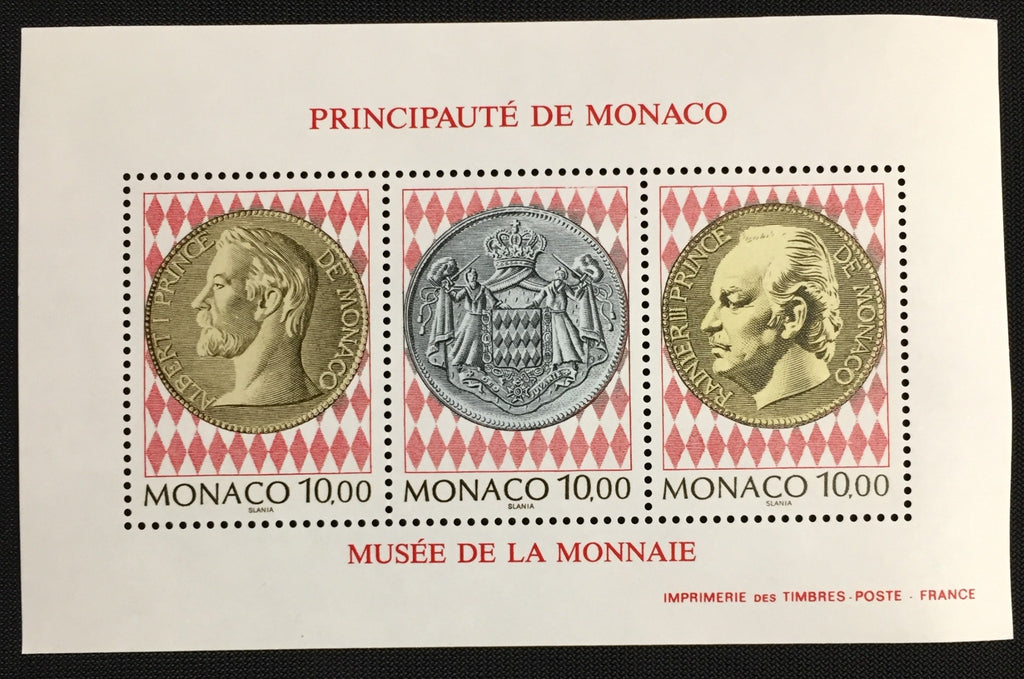 PRINCIPAUTÉ DE MONACO
ALBERT I PRINCE DE MONACO
MONACO 10,00
SLANIA
MONACO 10,00
SLANIA
RAINIER III PRINCE DE MONACO
MONACO 10,00
SLANIA
MUSÉE DE LA MONNAIE
IMPRIMERIE DES TIMBRES-POSTE - FRANCE